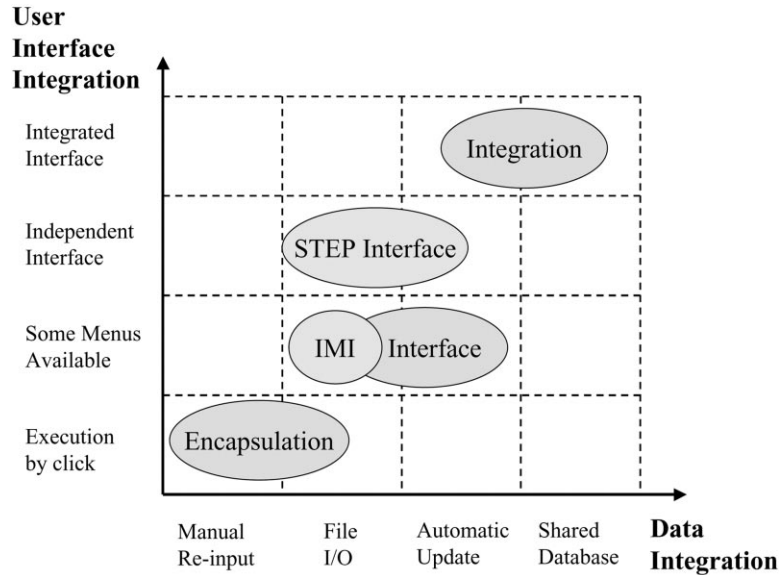 User
Interface
Integration
Integrated
Interface
Integration
Independent
Interface
STEP Interface
Some Menus
Available
IMI
Interface
Execution
by click
Encapsulation
Manual
Re-input
File
I/O
Automatic
Update
Shared
Database
Data
Integration